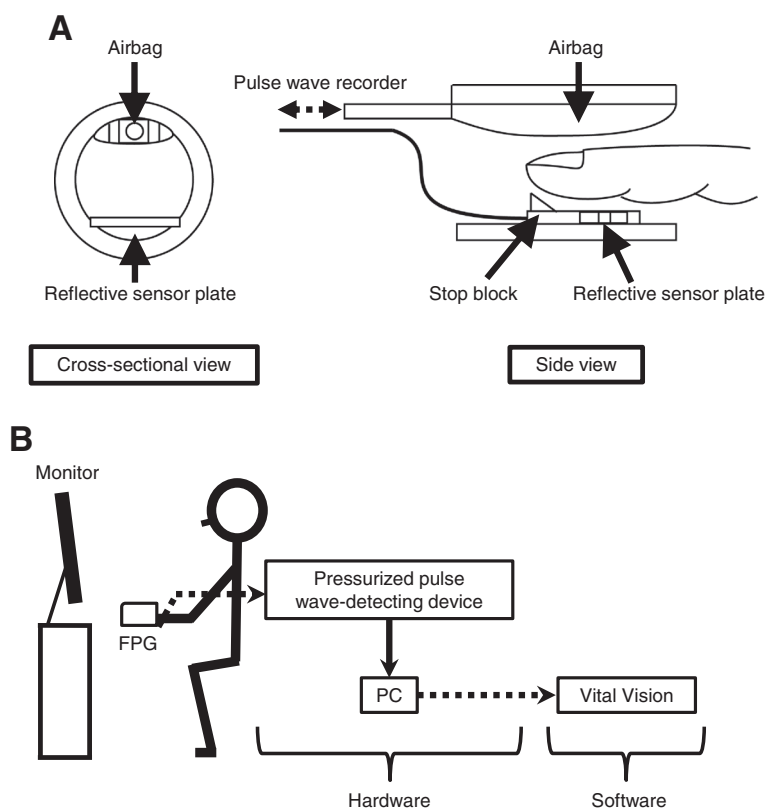 A
Airbag
Airbag
Pulse wave recorder
Reflective sensor plate
Stop block
Reflective sensor plate
Cross-sectional view
Side view
B
Monitor
Pressurized pulse
wave-detecting device
FPG
PC
Vital Vision
Hardware
Software